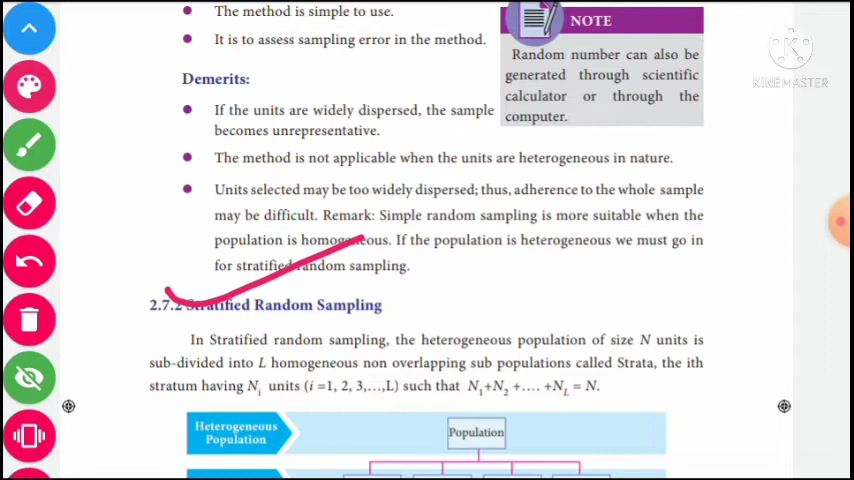 The method is simple to use.
It is to assess sampling error in the method.
NOTE
Random number can also be
generated through scientific
calculator or through the
computer.
K
KINEMASTER
Demerits:
If the units are widely dispersed, the sample
becomes unrepresentative.
The method is not applicable when the units are heterogeneous in nature.
Units selected may be too widely dispersed; thus, adherence to the whole sample
may be difficult. Remark: Simple random sampling is more suitable when the
population is homogeneous. If the population is heterogeneous we must go in
for stratified random sampling.
2.7.2 Stratified Random Sampling
In Stratified random sampling, the heterogeneous population of size N units is
sub-divided into L homogeneous non overlapping sub populations called Strata, the ith
stratum having Ni units (i =1, 2, 3,...,L) such that N1+N2 +.... +NL = N.
Heterogeneous
Population
Population